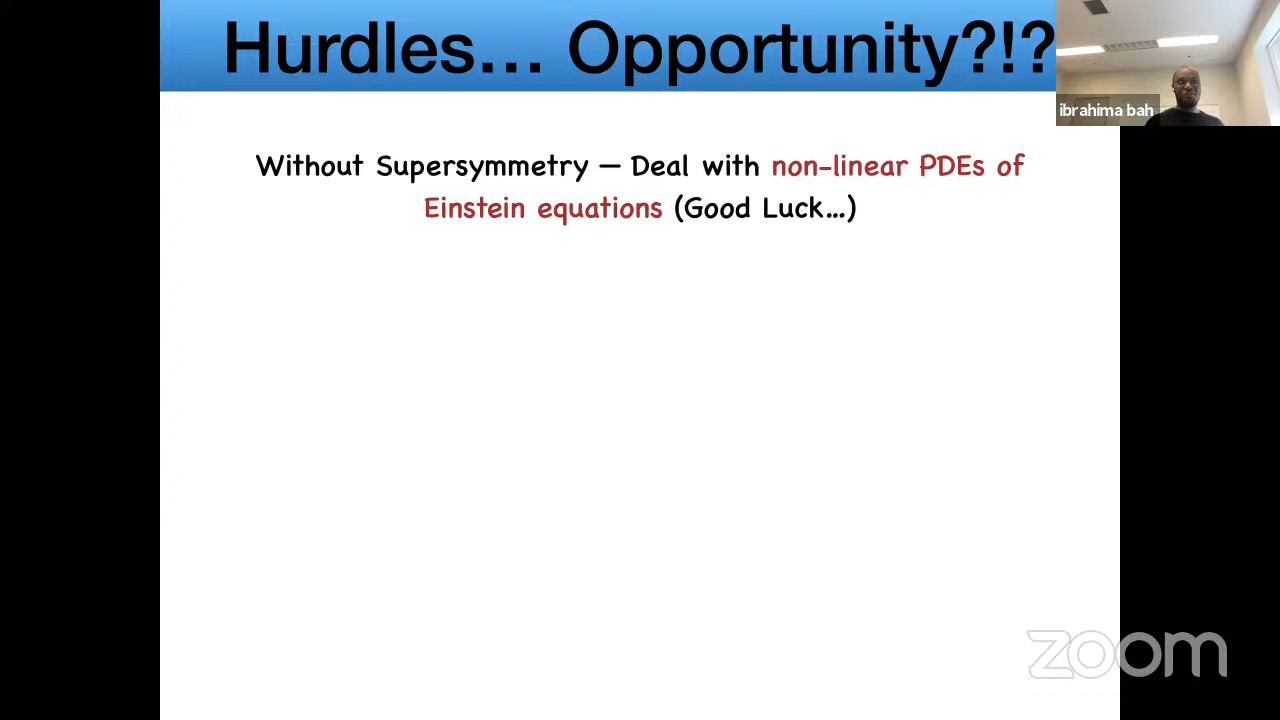 Hurdles... Opportunity?!?
ibrahima bah
Without Supersymmetry — Deal with non-linear PDEs of
Einstein equations (Good Luck...)
zoom